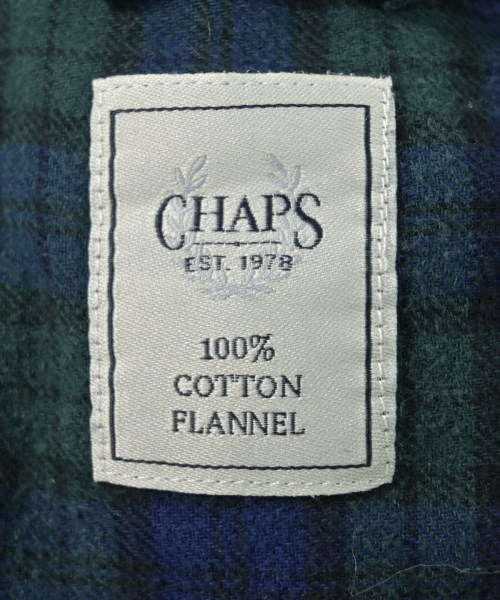 CHAPS
EST. 1978
100%
COTTON
FLANNEL